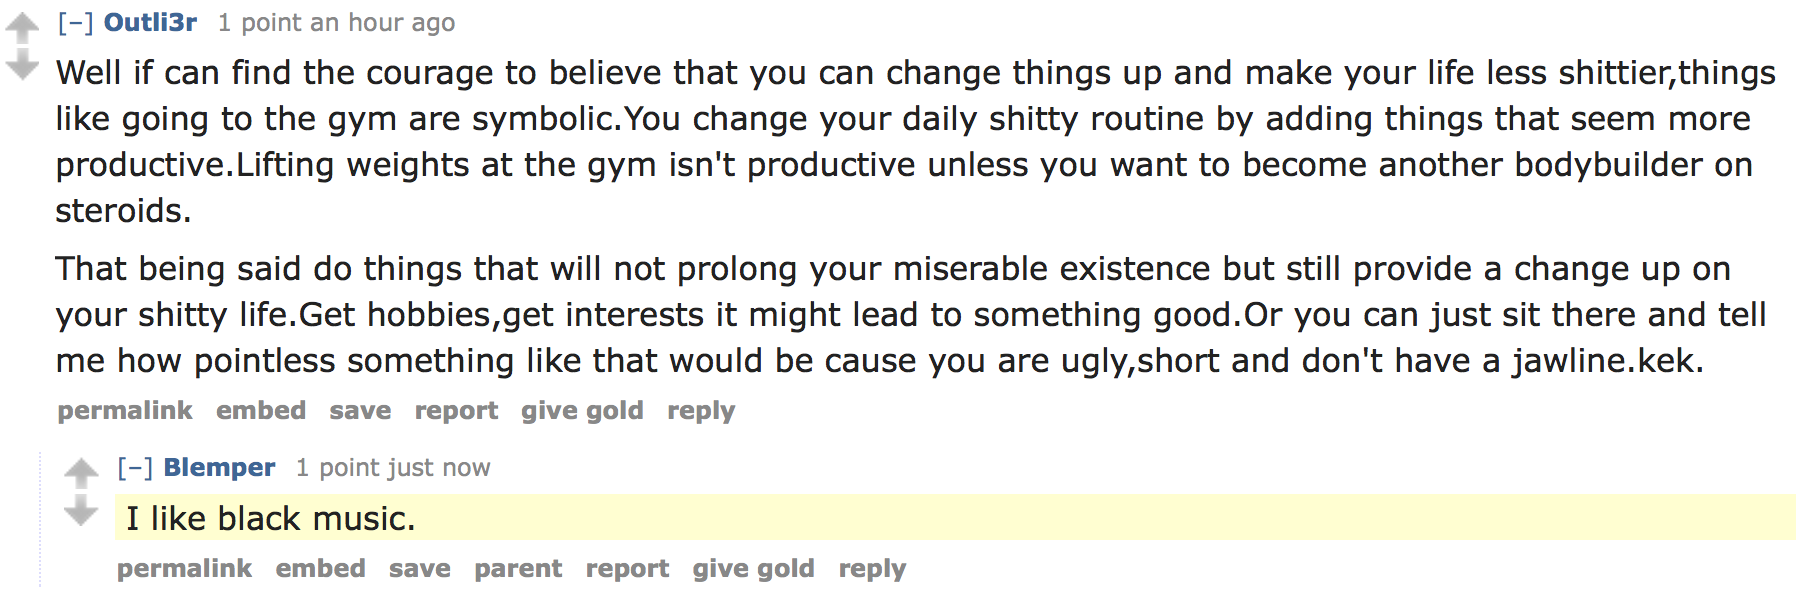 [–] Outli3r 1 point an hour ago
Well if can find the courage to believe that you can change things up and make your life less shittier,things
like going to the gym are symbolic.You change your daily shitty routine by adding things that seem more
productive.Lifting weights at the gym isn't productive unless you want to become another bodybuilder on
steroids.
That being said do things that will not prolong your miserable existence but still provide a change up on
your shitty life.Get hobbies,get interests it might lead to something good.Or you can just sit there and tell
me how pointless something like that would be cause you are ugly,short and don't have a jawline.kek.
permalink embed save report give gold reply
[–] Blemper 1 point just now
I like black music.
permalink embed save parent report give gold reply